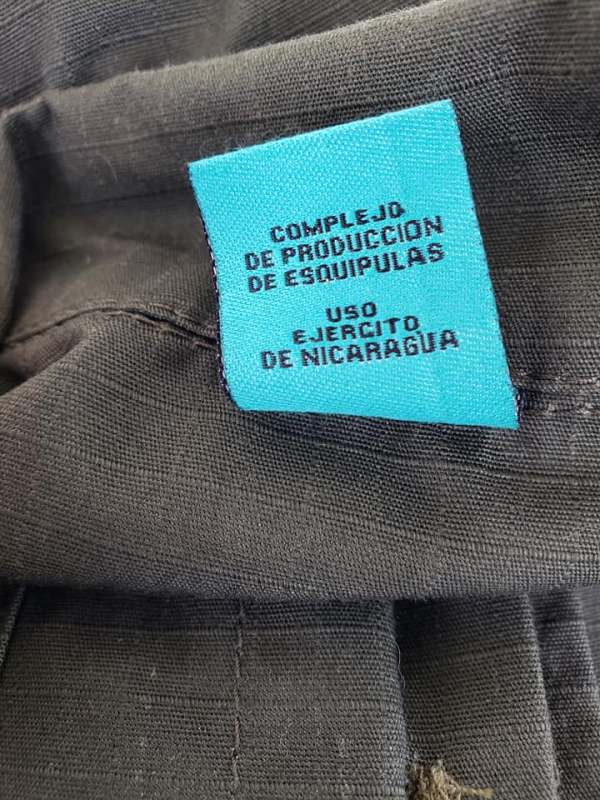 COMPLEJO
DE PRODUCCION
DE ESQUIPULAS
USO
EJERCITO
DE NICARAGUA